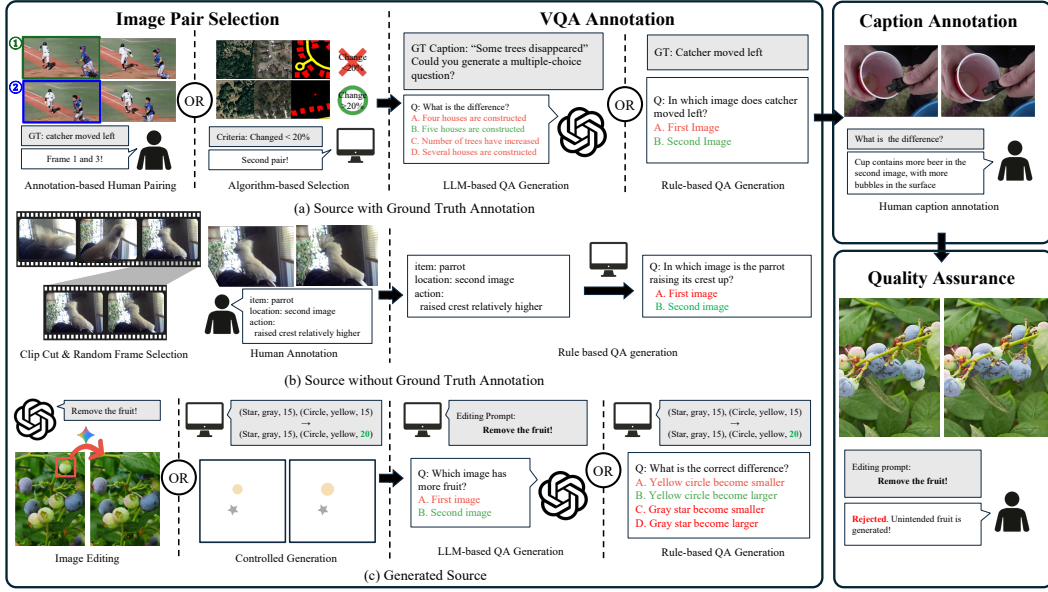 Image Pair Selection
VQA Annotation
①
②
GT: catcher moved left
Frame 1 and 3!
Annotation-based Human Pairing
OR
Change
<20%
Change
>20%
Criteria: Changed < 20%
Second pair!
Algorithm-based Selection
GT Caption: “Some trees disappeared”
Could you generate a multiple-choice
question?
Q: What is the difference?
A. Four houses are constructed
B. Five houses are constructed
C. Number of trees have increased
D. Several houses are constructed
LLM-based QA Generation
OR
GT: Catcher moved left
Q: In which image does catcher
moved left?
A. First Image
B. Second Image
Rule-based QA Generation
(a) Source with Ground Truth Annotation
Clip Cut & Random Frame Selection
item: parrot
location: second image
action:
raised crest relatively higher
Human Annotation
item: parrot
location: second image
action:
raised crest relatively higher
Q: In which image is the parrot
raising its crest up?
A. First image
B. Second image
Rule based QA generation
(b) Source without Ground Truth Annotation
Remove the fruit!
Image Editing
OR
(Star, gray, 15), (Circle, yellow, 15)
→
(Star, gray, 15), (Circle, yellow, 20)
Controlled Generation
Editing Prompt:
Remove the fruit!
Q: Which image has
more fruit?
A. First image
B. Second image
LLM-based QA Generation
OR
(Star, gray, 15), (Circle, yellow, 15)
→
(Star, gray, 15), (Circle, yellow, 20)
Q: What is the correct difference?
A. Yellow circle become smaller
B. Yellow circle become larger
C. Gray star become smaller
D. Gray star become larger
Rule-based QA Generation
(c) Generated Source
Caption Annotation
What is the difference?
Cup contains more beer in the
second image, with more
bubbles in the surface
Human caption annotation
Quality Assurance
Editing prompt:
Remove the fruit!
Rejected. Unintended fruit is
generated!